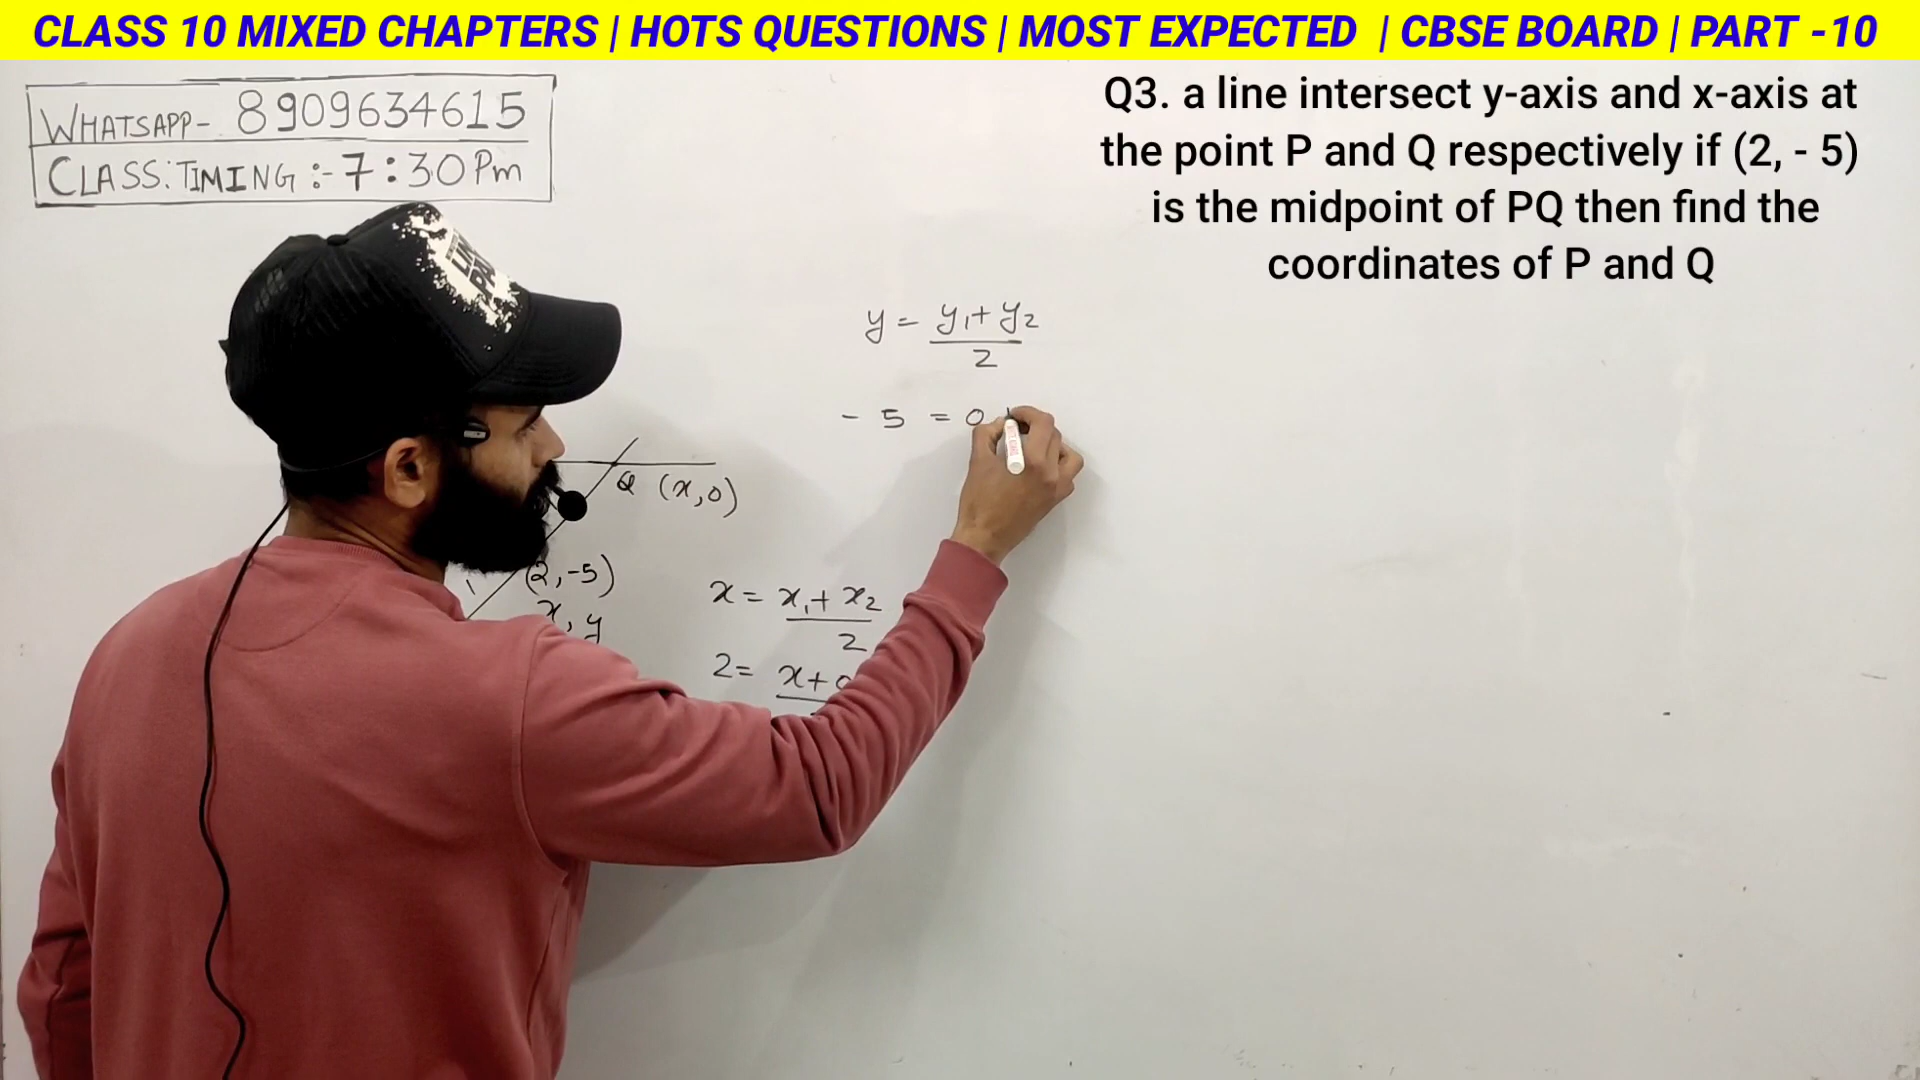 CLASS 10 MIXED CHAPTERS | HOTS QUESTIONS | MOST EXPECTED | CBSE BOARD | PART -10
WHATSAPP- 8909634615
CLASS:TIMING :- 7:30Pm
Q3. a line intersect y-axis and x-axis at
the point P and Q respectively if (2, - 5)
is the midpoint of PQ then find the
coordinates of P and Q
y = y₁+ y₂
2
- 5 = 0
Q (x,0)
(2,-5)
x, y
x = x₁+ x₂
2
2= x+